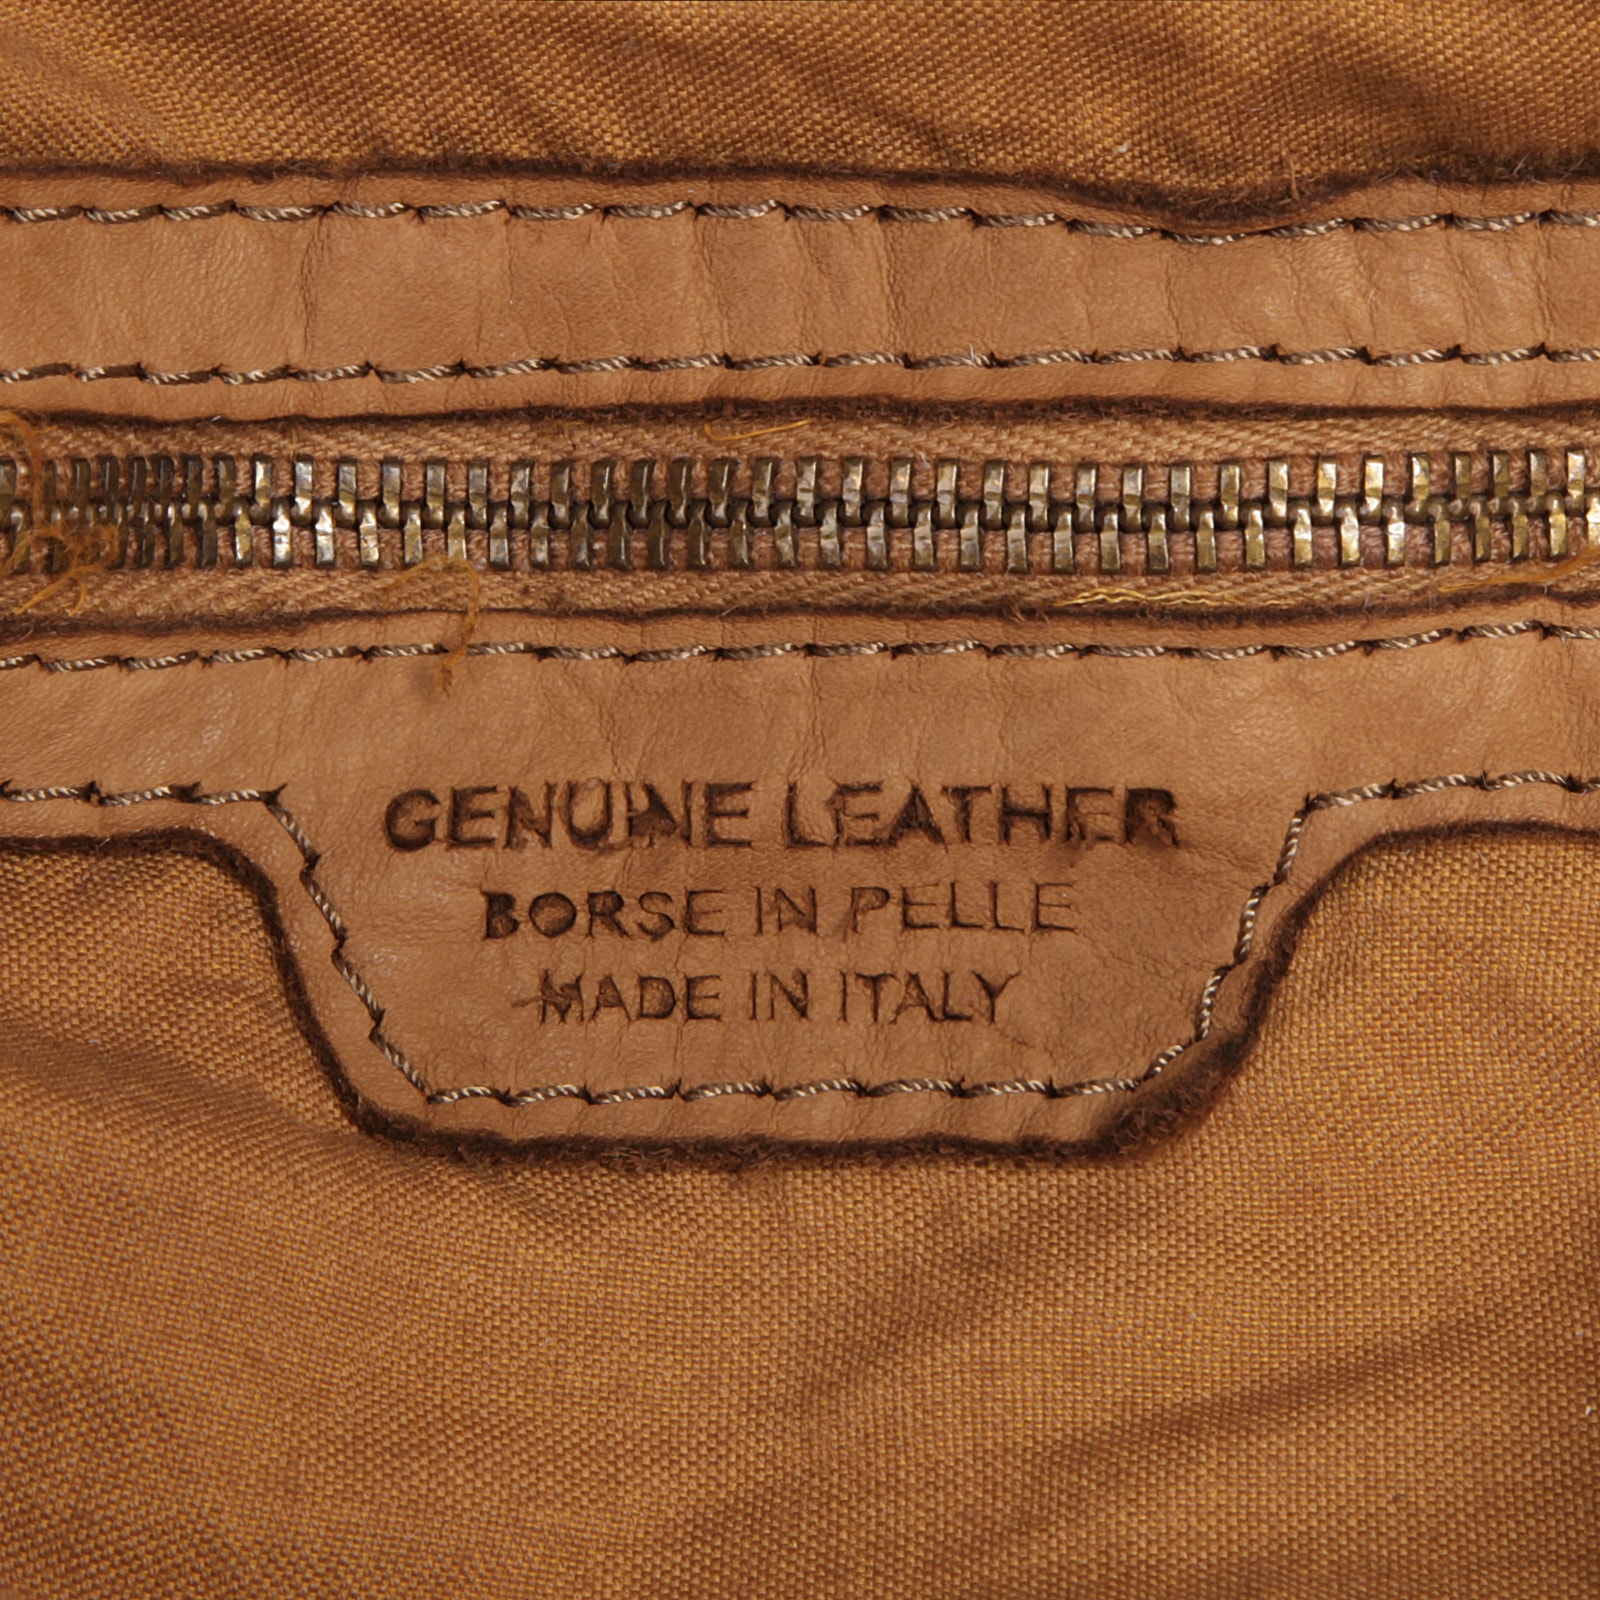 GENUINE LEATHER
BORSE IN PELLE
MADE IN ITALY